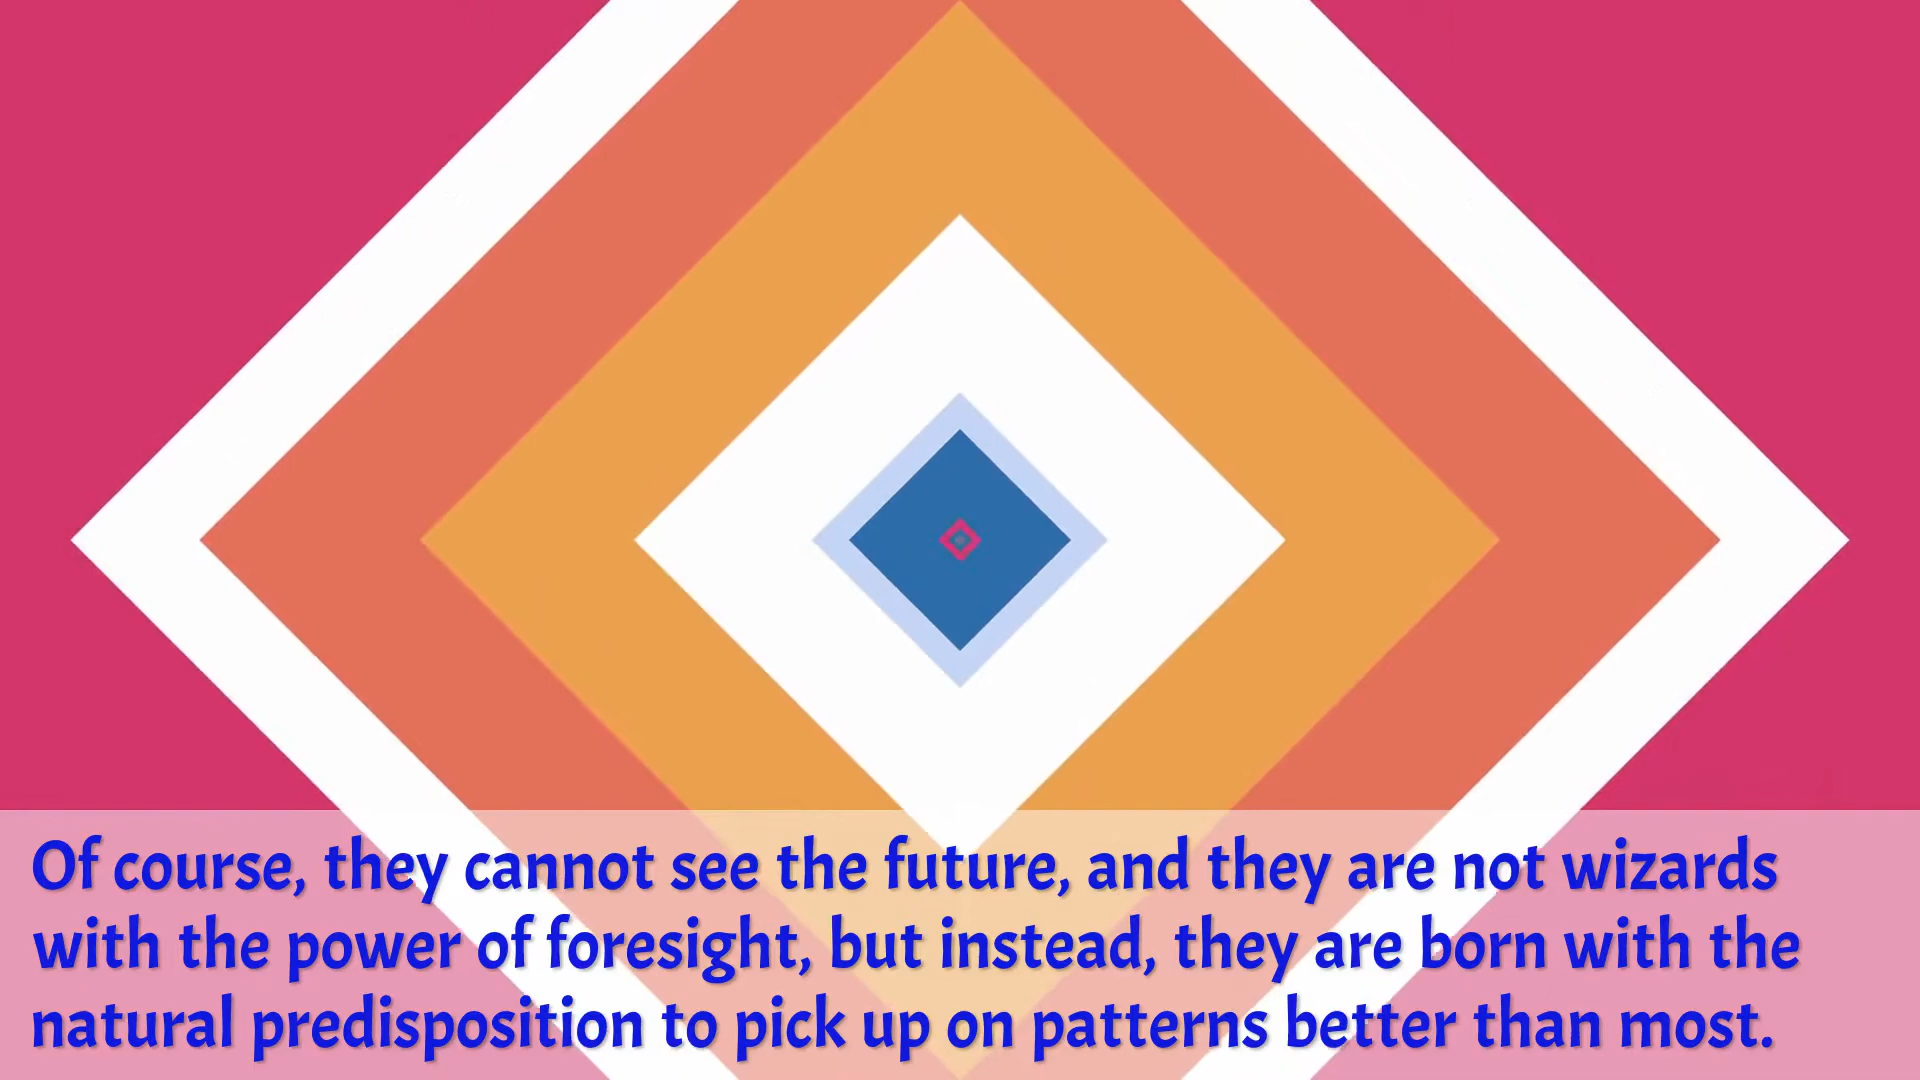 Of course, they cannot see the future, and they are not wizards
with the power of foresight, but instead, they are born with the
natural predisposition to pick up on patterns better than most.